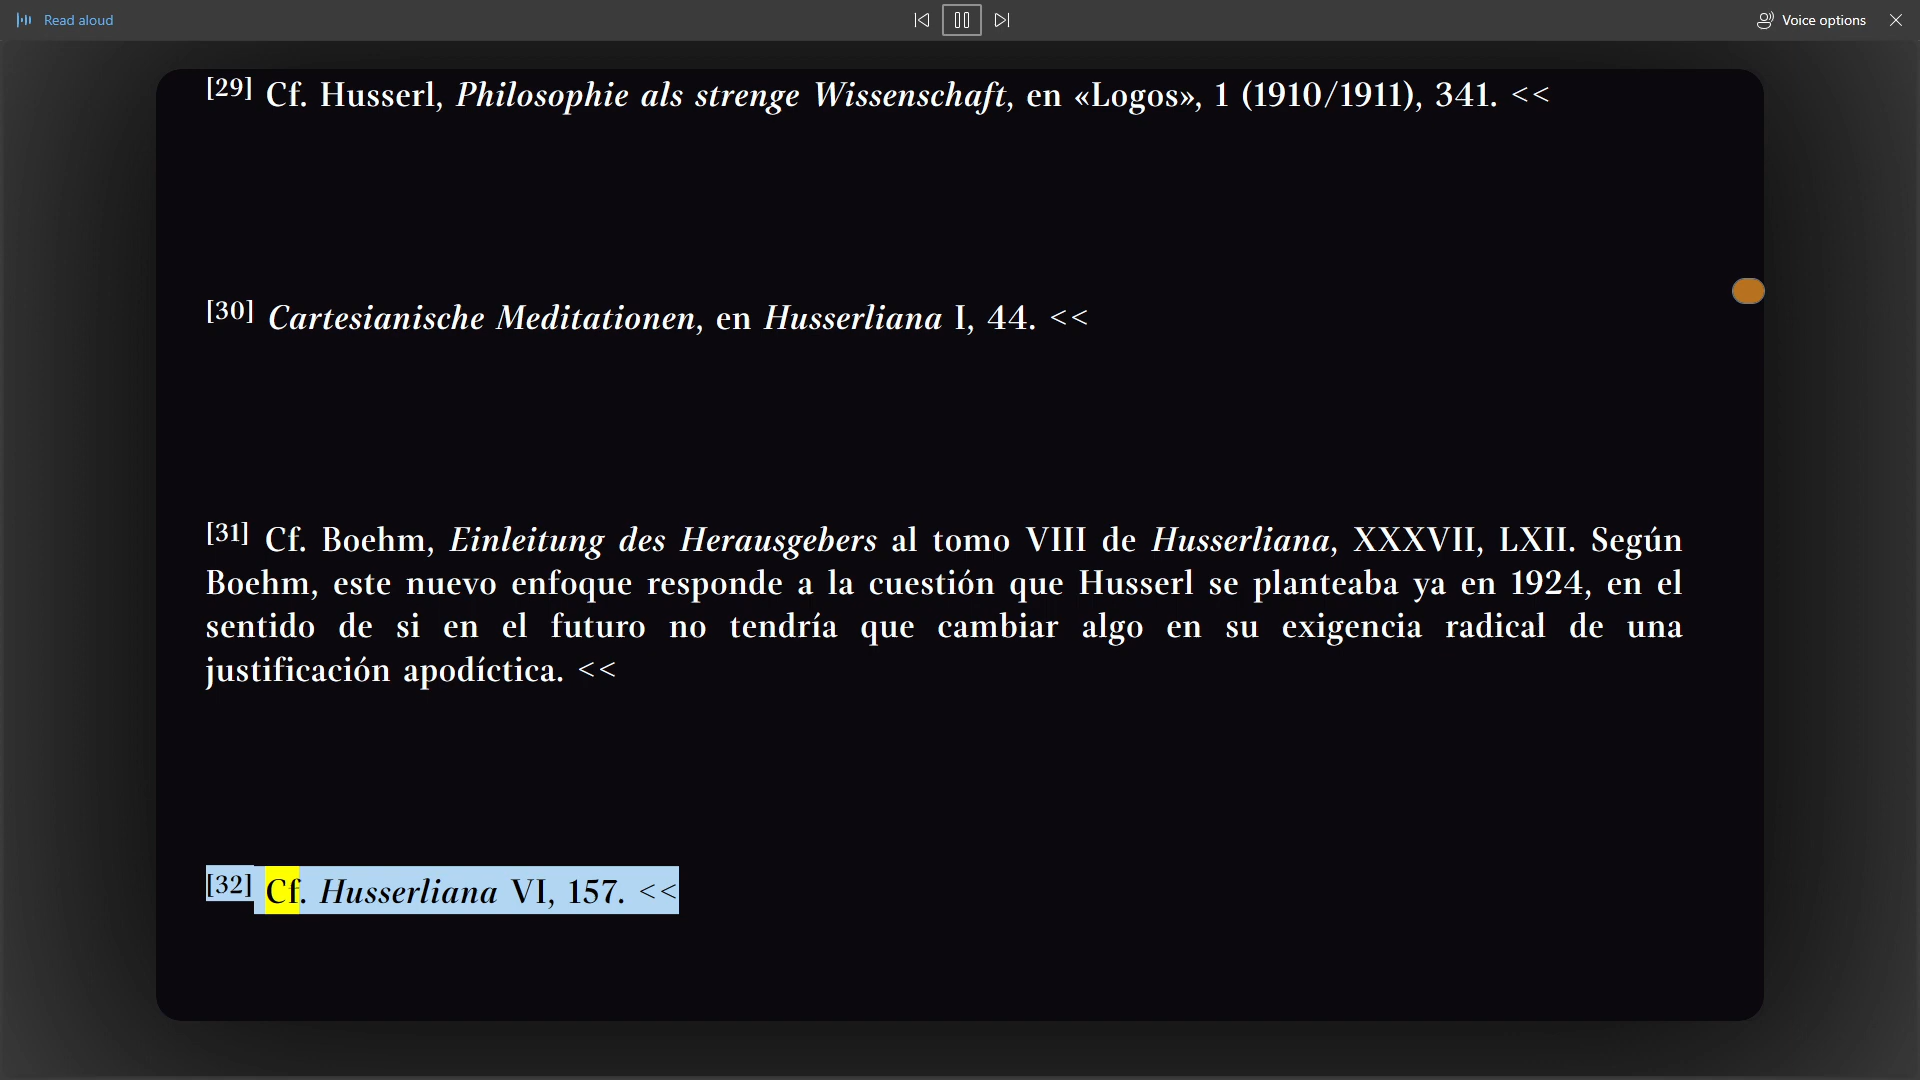 Read aloud
Voice options
[29] Cf. Husserl, Philosophie als strenge Wissenschaft, en «Logos», 1 (1910/1911), 341. <<
[30] Cartesianische Meditationen, en Husserliana I, 44. <<
[31] Cf. Boehm, Einleitung des Herausgebers al tomo VIII de Husserliana, XXXVII, LXII. Según
Boehm, este nuevo enfoque responde a la cuestión que Husserl se planteaba ya en 1924, en el
sentido de si en el futuro no tendría que cambiar algo en su exigencia radical de una
justificación apodíctica. <<
[32] Cf. Husserliana VI, 157. <<